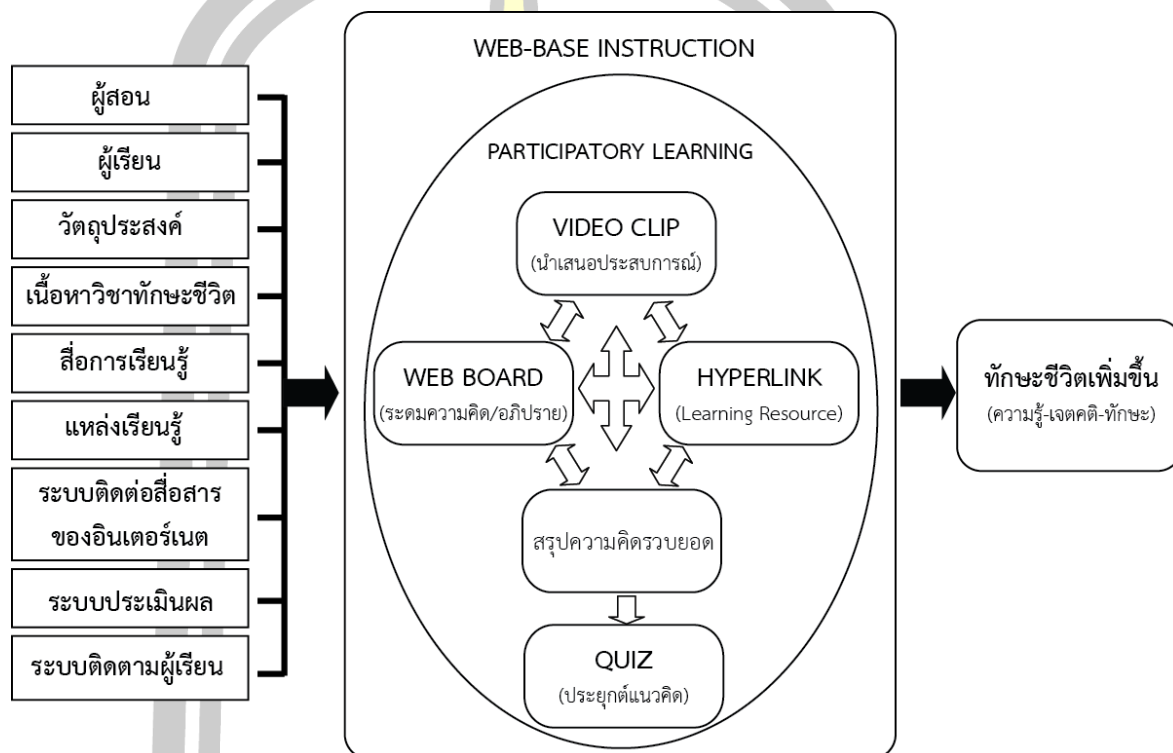 ผู้สอน
ผู้เรียน
วัตถุประสงค์
เนื้อหาวิชาทักษะชีวิต
สื่อการเรียนรู้
แหล่งเรียนรู้
ระบบติดต่อสื่อสาร
ของอินเตอร์เนต
ระบบประเมินผล
ระบบติดตามผู้เรียน
WEB-BASE INSTRUCTION
PARTICIPATORY LEARNING
VIDEO CLIP
(นำเสนอประสบการณ์)
WEB BOARD
(ระดมความคิด/อภิปราย)
HYPERLINK
(Learning Resource)
สรุปความคิดรวบยอด
QUIZ
(ประยุกต์แนวคิด)
ทักษะชีวิตเพิ่มขึ้น
(ความรู้-เจตคติ-ทักษะ)